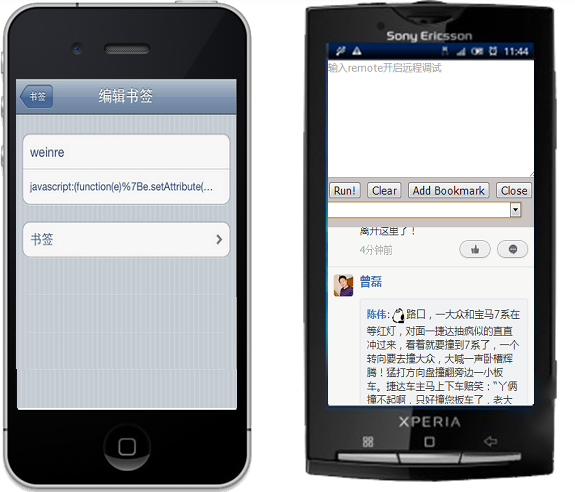 书签
编辑书签
weinre
javascript:(function(e)%7Be.setAttribute(...
书签
Sony Ericsson
11:44
输入remote开启远程调试
Run!
Clear
Add Bookmark
Close
离开这里了！
4分钟前
曾磊
陈伟: 路口，一大众和宝马7系在
等红灯，对面一捷达抽疯似的直直
冲过来，看着就要撞到7系了，一个
转向要去撞大众，大喊一声卧槽辉
腾！猛打方向盘撞翻旁边一小板
车。捷达车主马上下车赔笑：“丫俩
撞不起啊，只好撞您板车了，老大
XPERIA